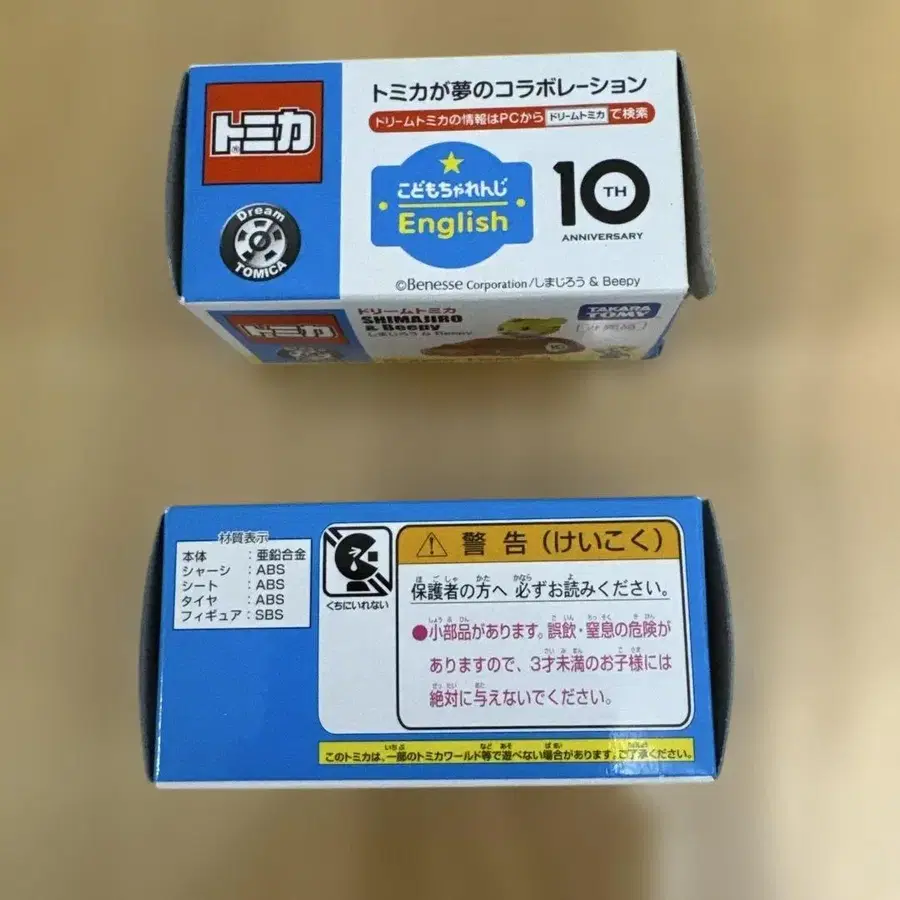 トミカが夢のコラボレーション
ドリームトミカの情報はPCから ドリームトミカ で検索
トミカ
こどもちゃれんじ
English
10TH
ANNIVERSARY
Dream
TOMICA
©Benesse Corporation/しまじろう & Beepy
トミカ
ドリームトミカ
SHIMAJIRO
& Beepy
しまじろう & Beepy
TAKARA
TOMY
10
材質表示
本体 : 亜鉛合金
シャーシ : ABS
シート : ABS
タイヤ : ABS
フィギュア : SBS
くちにいれない
警告(けいこく)
保護者の方へ 必ずお読みください。
●小部品があります。誤飲・窒息の危険が
ありますので、3才未満のお子様には
絶対に与えないでください。
このトミカは、一部のトミカワールド等で遊べない場合があります。ご了承ください。